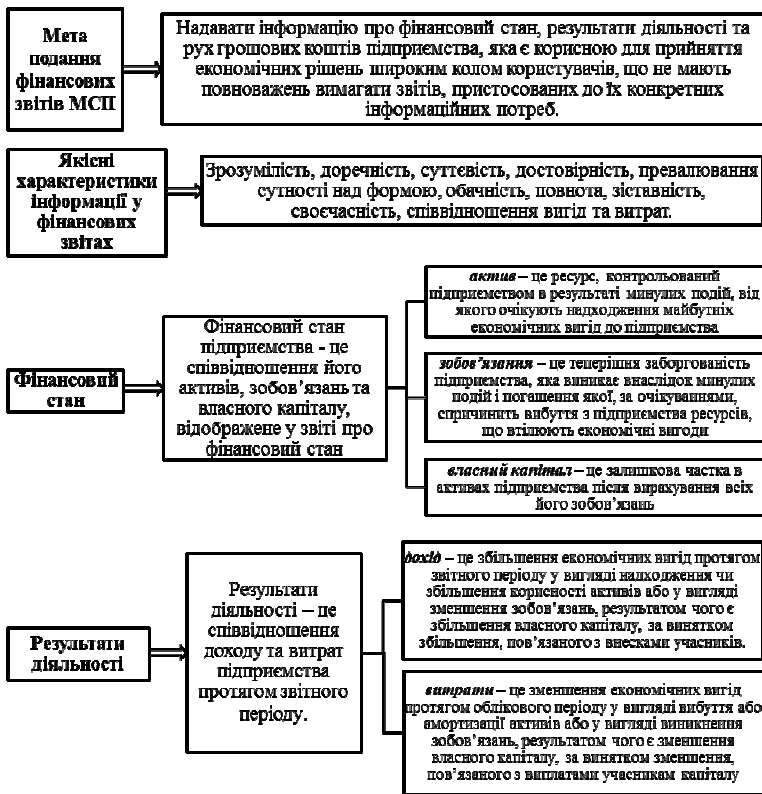 Мета
подання
фінансових
звітів МСП
Надавати інформацію про фінансовий стан, результати діяльності та
рух грошових коштів підприємства, яка є корисною для прийняття
економічних рішень широким колом користувачів, що не мають
повноважень вимагати звітів, пристосованих до їх конкретних
інформаційних потреб.
Якісні
характеристики
інформації у
фінансових
звітах
Зрозумілість, доречність, суттєвість, достовірність, превалювання
сутності над формою, обачність, повнота, зіставність,
своєчасність, співвідношення вигід та витрат.
Фінансовий
стан
Фінансовий стан
підприємства - це
співвідношення його
активів, зобов’язань та
власного капіталу,
відображене у звіті про
фінансовий стан
актив – це ресурс, контрольований
підприємством в результаті минулих подій, від
якого очікують надходження майбутніх
економічних вигід до підприємства
зобов’язання – це теперішня заборгованість
підприємства, яка виникає внаслідок минулих
подій і погашення якої, за очікуваннями,
спричинить вибуття з підприємства ресурсів,
що втілюють економічні вигоди
власний капітал – це залишкова частка в
активах підприємства після вирахування всіх
його зобов’язань
Результати
діяльності
Результати
діяльності – це
співвідношення
доходу та витрат
підприємства
протягом звітного
періоду.
дохід – це збільшення економічних вигід протягом
звітного періоду у вигляді надходження чи
збільшення корисності активів або у вигляді
зменшення зобов’язань, результатом чого є
збільшення власного капіталу, за винятком
збільшення, пов’язаного з внесками учасників.
витрати – це зменшення економічних вигід
протягом облікового періоду у вигляді вибуття або
амортизації активів або у вигляді виникнення
зобов’язань, результатом чого є зменшення
власного капіталу, за винятком зменшення,
пов’язаного з виплатами учасникам капіталу